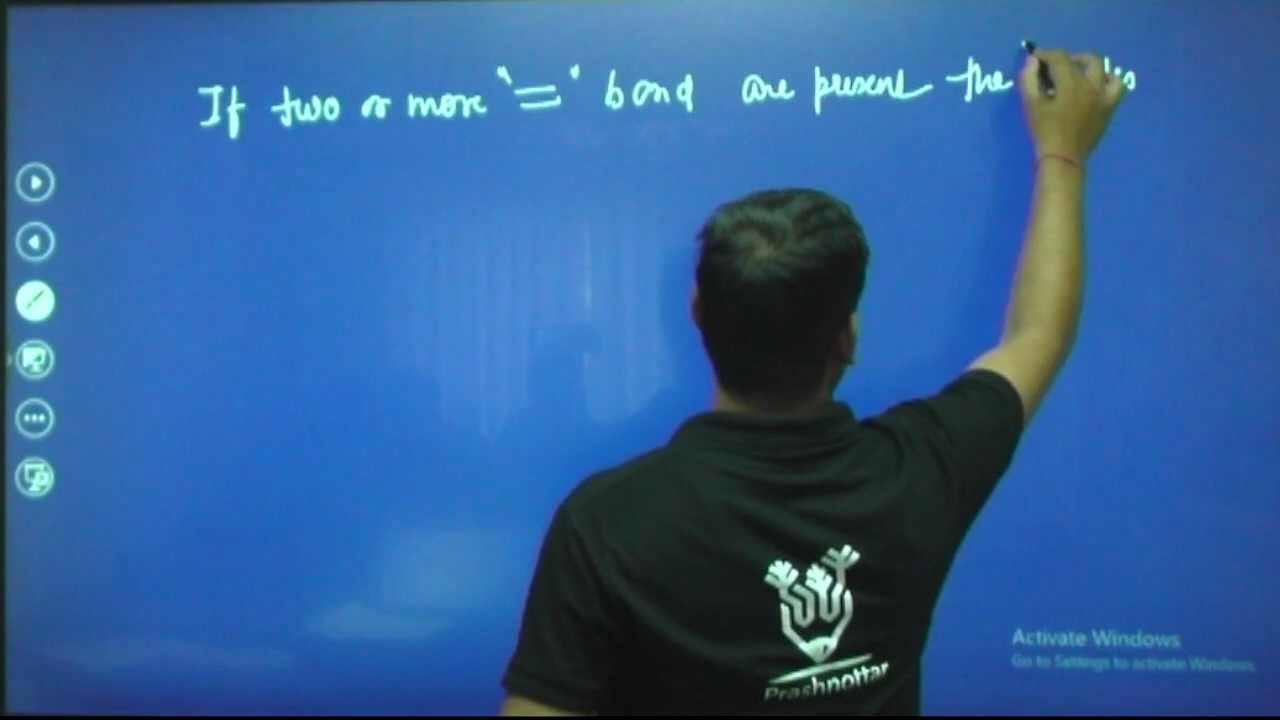 If two or more "=" bond are present the
Prashnottar
Activate Windows
Go to Settings to activate Windows.